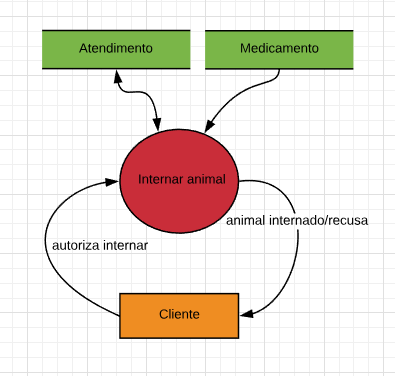 Atendimento
Medicamento
Internar animal
animal internado/recusa
autoriza internar
Cliente